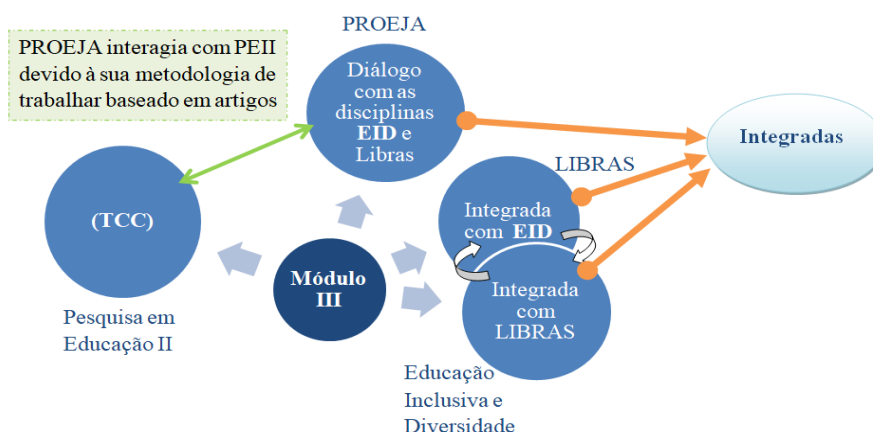 PROEJA
PROEJA interagia com PEII
devido à sua metodologia de
trabalhar baseado em artigos
Diálogo
com as
disciplinas
EID e
Libras
Integradas
LIBRAS
(TCC)
Integrada
com EID
Módulo
III
Integrada
com
LIBRAS
Pesquisa em
Educação II
Educação
Inclusiva e
Diversidade